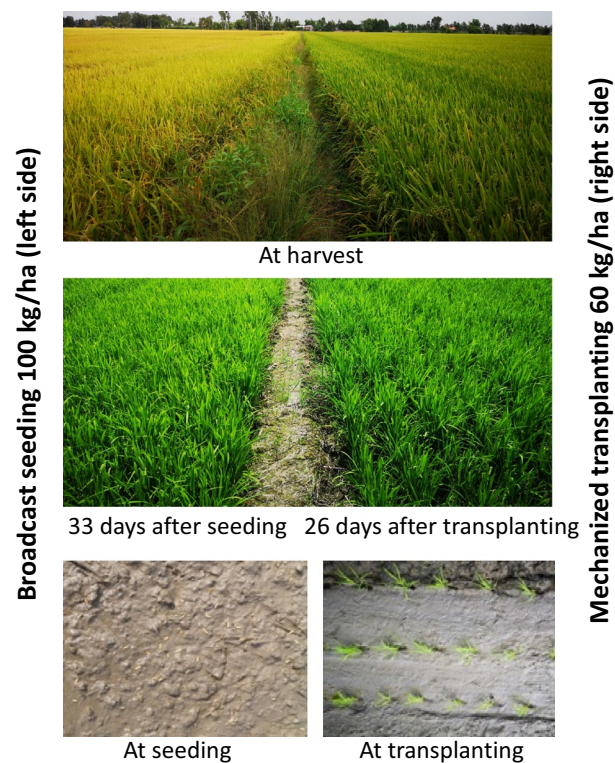 Broadcast seeding 100 kg/ha (left side)
Mechanized transplanting 60 kg/ha (right side)
At harvest
33 days after seeding
26 days after transplanting
At seeding
At transplanting